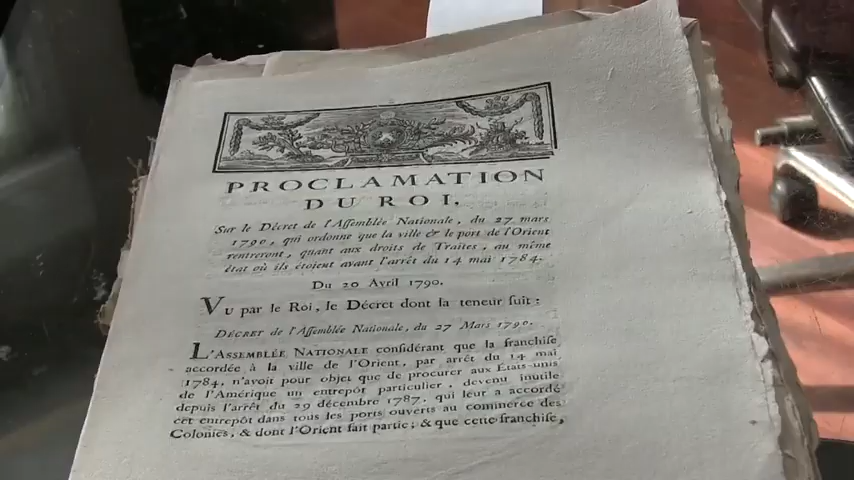 PROCLAMATION
DU ROI.
Sur le Décret de l'Assemblée Nationale, du 27 mars
1790, qui ordonne que la ville & le port de l'Orient
rentreront, quant aux droits de Traites, au même
état où ils étoient avant l'arrêt du 14 mai 1784.
Du 20 Avril 1790.
Vu par le Roi, le Décret dont la teneur suit:
DÉCRET de l'Assemblée Nationale, du 27 Mars 1790.
L'ASSEMBLÉE NATIONALE considérant que la franchise
accordée à la ville de l'Orient, par arrêt du 14 mai
1784, n'avoit pour objet que de procurer aux États-unis
de l'Amérique un entrepôt particulier, devenu inutile
depuis l'arrêt du 29 décembre 1787, qui leur a accordé
cet entrepôt dans tous les ports ouverts au commerce des
Colonies, & dont l'Orient fait partie; & que cette franchise,